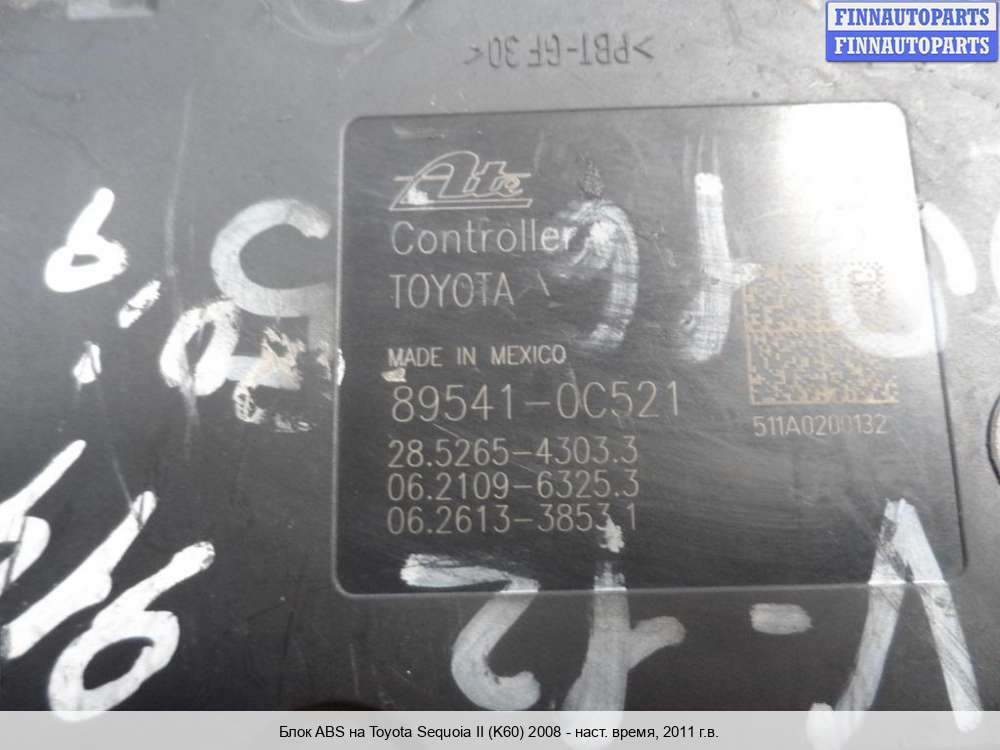 FINNAUTOPARTS
FINNAUTOPARTS
>PBT-GF30<
Ate
Controller
TOYOTA
MADE IN MEXICO
89541-0C521
28.5265-4303.3
06.2109-6325.3
06.2613-3853.1
511A0200132
Блок ABS на Toyota Sequoia II (K60) 2008 - наст. время, 2011 г.в.